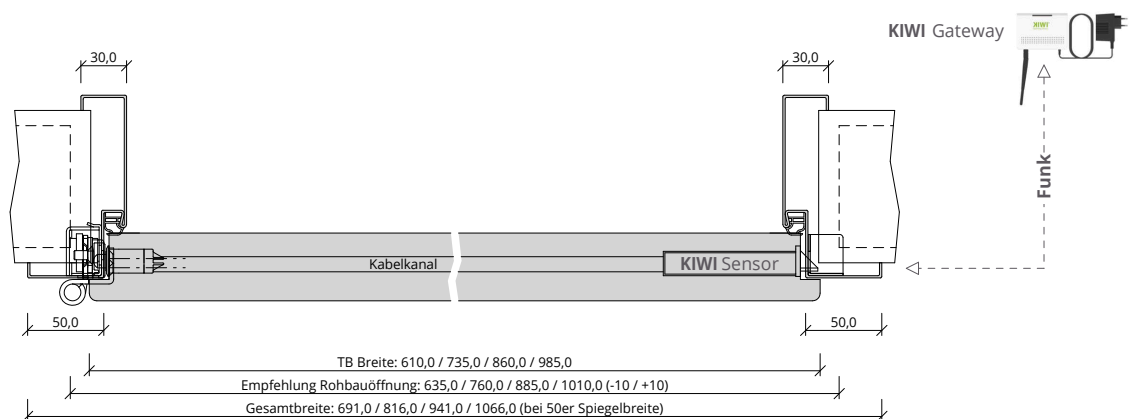 KIWI Gateway
KIWI
30,0
30,0
Funk
Kabelkanal
KIWI Sensor
50,0
50,0
TB Breite: 610,0 / 735,0 / 860,0 / 985,0
Empfehlung Rohbauöffnung: 635,0 / 760,0 / 885,0 / 1010,0 (-10 / +10)
Gesamtbreite: 691,0 / 816,0 / 941,0 / 1066,0 (bei 50er Spiegelbreite)